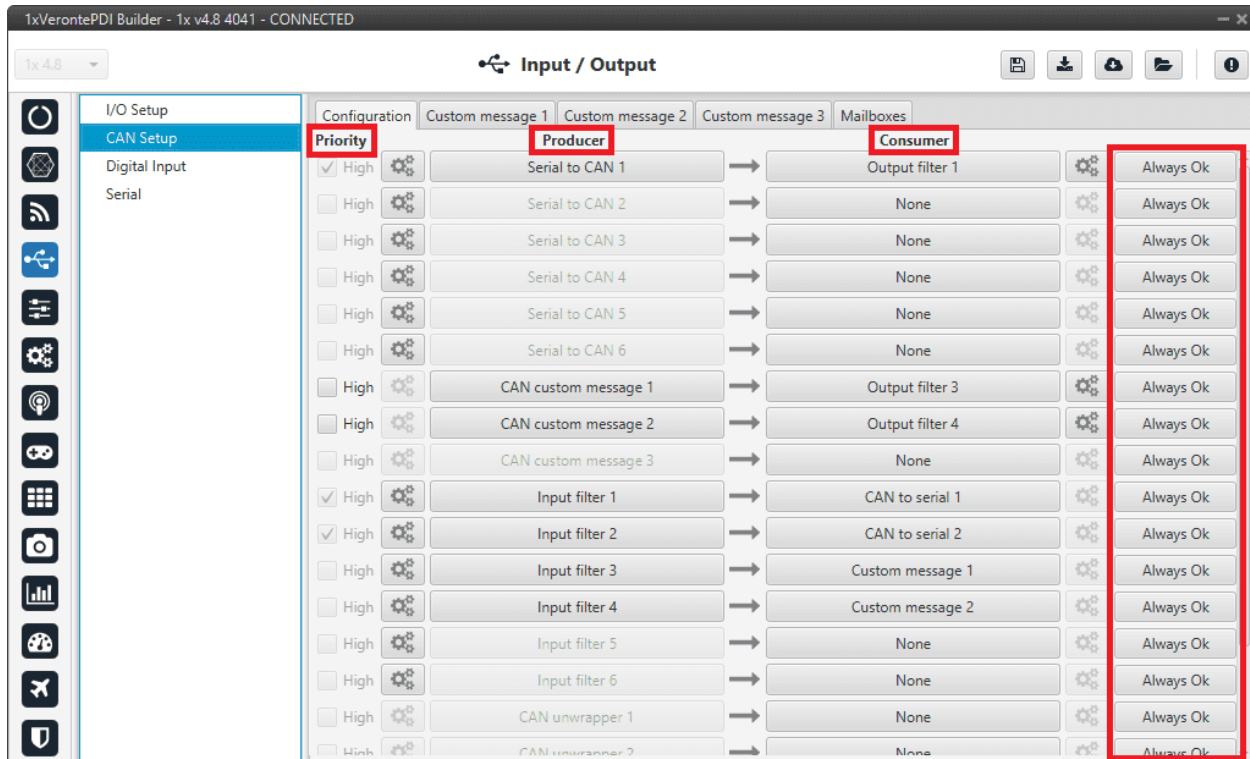 1xVerontePDI Builder - 1x v4.8 4041 - CONNECTED
1x 4.8
Input / Output
I/O Setup
CAN Setup
Digital Input
Serial
Configuration Custom message 1 Custom message 2 Custom message 3 Mailboxes
Priority Producer Consumer
High Serial to CAN 1 Output filter 1 Always Ok
High Serial to CAN 2 None Always Ok
High Serial to CAN 3 None Always Ok
High Serial to CAN 4 None Always Ok
High Serial to CAN 5 None Always Ok
High Serial to CAN 6 None Always Ok
High CAN custom message 1 Output filter 3 Always Ok
High CAN custom message 2 Output filter 4 Always Ok
High CAN custom message 3 None Always Ok
High Input filter 1 CAN to serial 1 Always Ok
High Input filter 2 CAN to serial 2 Always Ok
High Input filter 3 Custom message 1 Always Ok
High Input filter 4 Custom message 2 Always Ok
High Input filter 5 None Always Ok
High Input filter 6 None Always Ok
High CAN unwrapper 1 None Always Ok
High CAN unwrapper 2 None Always Ok